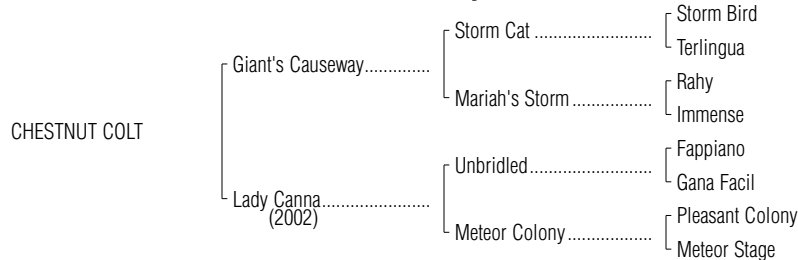 Storm Bird
Storm Cat ........................
Terlingua
Giant's Causeway..............
Rahy
Mariah's Storm ................
Immense
CHESTNUT COLT
Fappiano
Unbridled.........................
Gana Facil
Lady Canna......................
(2002)
Pleasant Colony
Meteor Colony.................
Meteor Stage